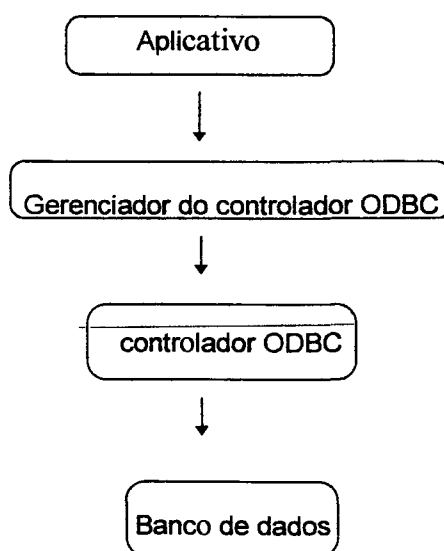 Aplicativo
Gerenciador do controlador ODBC
controlador ODBC
Banco de dados